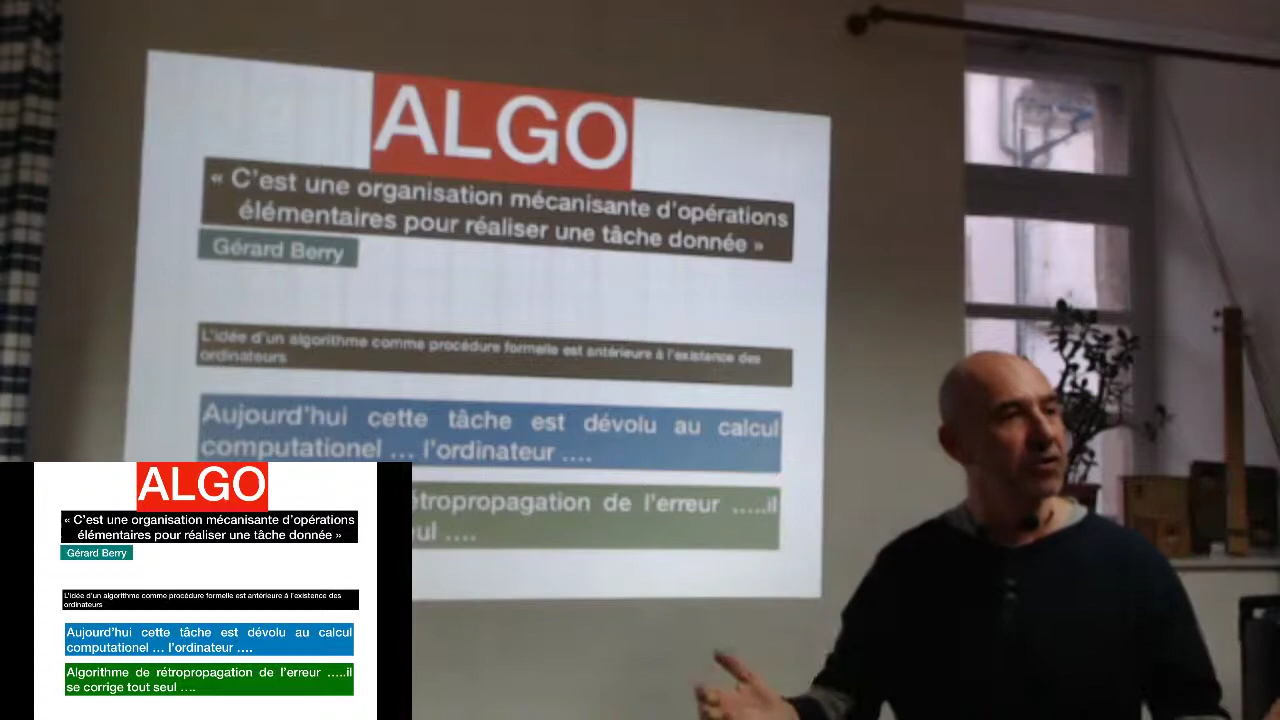 ALGO
« C'est une organisation mécanisante d'opérations
élémentaires pour réaliser une tâche donnée »
Gérard Berry
L'idée d'un algorithme comme procédure formelle est antérieure à l'existence des
ordinateurs
Aujourd'hui cette tâche est dévolu au calcul
computationel ... l'ordinateur ....
étropropagation de l'erreur .....il
eul ....
ALGO
« C'est une organisation mécanisante d'opérations
élémentaires pour réaliser une tâche donnée »
Gérard Berry
L'idée d'un algorithme comme procédure formelle est antérieure à l'existence des
ordinateurs
Aujourd'hui cette tâche est dévolu au calcul
computationel ... l'ordinateur ....
Algorithme de rétropropagation de l'erreur .....il
se corrige tout seul ....